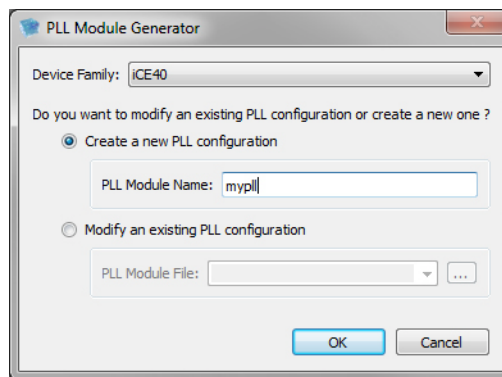 PLL Module Generator
Device Family: iCE40
Do you want to modify an existing PLL configuration or create a new one ?
Create a new PLL configuration
PLL Module Name: mypll
Modify an existing PLL configuration
PLL Module File: ...
OK Cancel